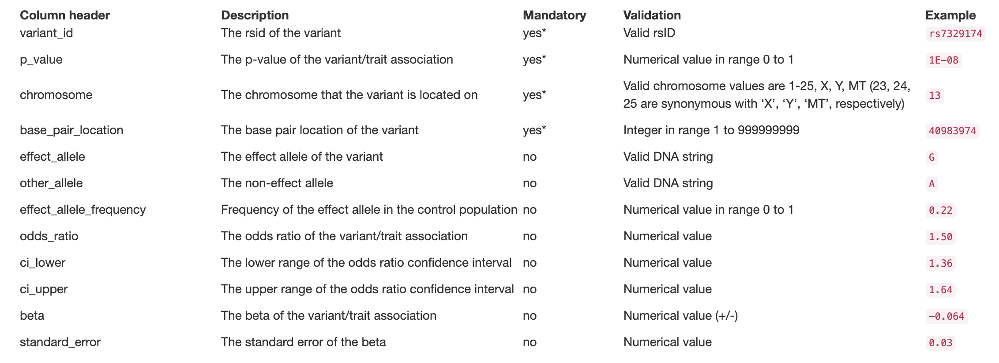 Column header Description Mandatory Validation Example
variant_id The rsid of the variant yes* Valid rsID rs7329174
p_value The p-value of the variant/trait association yes* Numerical value in range 0 to 1 1E-08
chromosome The chromosome that the variant is located on yes* Valid chromosome values are 1-25, X, Y, MT (23, 24,
25 are synonymous with ‘X’, ‘Y’, ‘MT’, respectively) 13
base_pair_location The base pair location of the variant yes* Integer in range 1 to 999999999 40983974
effect_allele The effect allele of the variant no Valid DNA string G
other_allele The non-effect allele no Valid DNA string A
effect_allele_frequency Frequency of the effect allele in the control population no Numerical value in range 0 to 1 0.22
odds_ratio The odds ratio of the variant/trait association no Numerical value 1.50
ci_lower The lower range of the odds ratio confidence interval no Numerical value 1.36
ci_upper The upper range of the odds ratio confidence interval no Numerical value 1.64
beta The beta of the variant/trait association no Numerical value (+/-) -0.064
standard_error The standard error of the beta no Numerical value 0.03